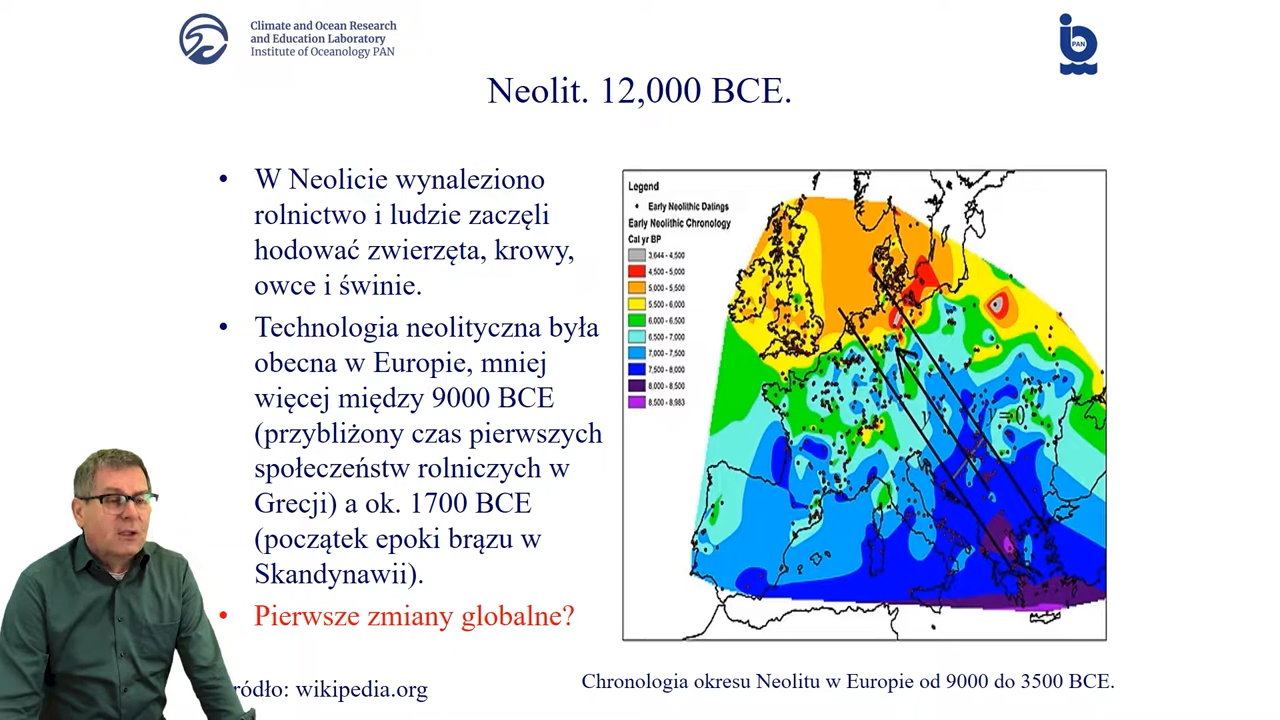 Climate and Ocean Research
and Education Laboratory
Institute of Oceanology PAN
PAN
Neolit. 12,000 BCE.
• W Neolicie wynaleziono
rolnictwo i ludzie zaczęli
hodować zwierzęta, krowy,
owce i świnie.
• Technologia neolityczna była
obecna w Europie, mniej
więcej między 9000 BCE
(przybliżony czas pierwszych
społeczeństw rolniczych w
Grecji) a ok. 1700 BCE
(początek epoki brązu w
Skandynawii).
• Pierwsze zmiany globalne?
ródło: wikipedia.org
Legend
Early Neolithic Datings
Early Neolithic Chronology
Cal yr BP
3,644 - 4,500
4,500 - 5,000
5,000 - 5,500
5,500 - 6,000
6,000 - 6,500
6,500 - 7,000
7,000 - 7,500
7,500 - 8,000
8,000 - 8,500
8,500 - 8,983
Chronologia okresu Neolitu w Europie od 9000 do 3500 BCE.